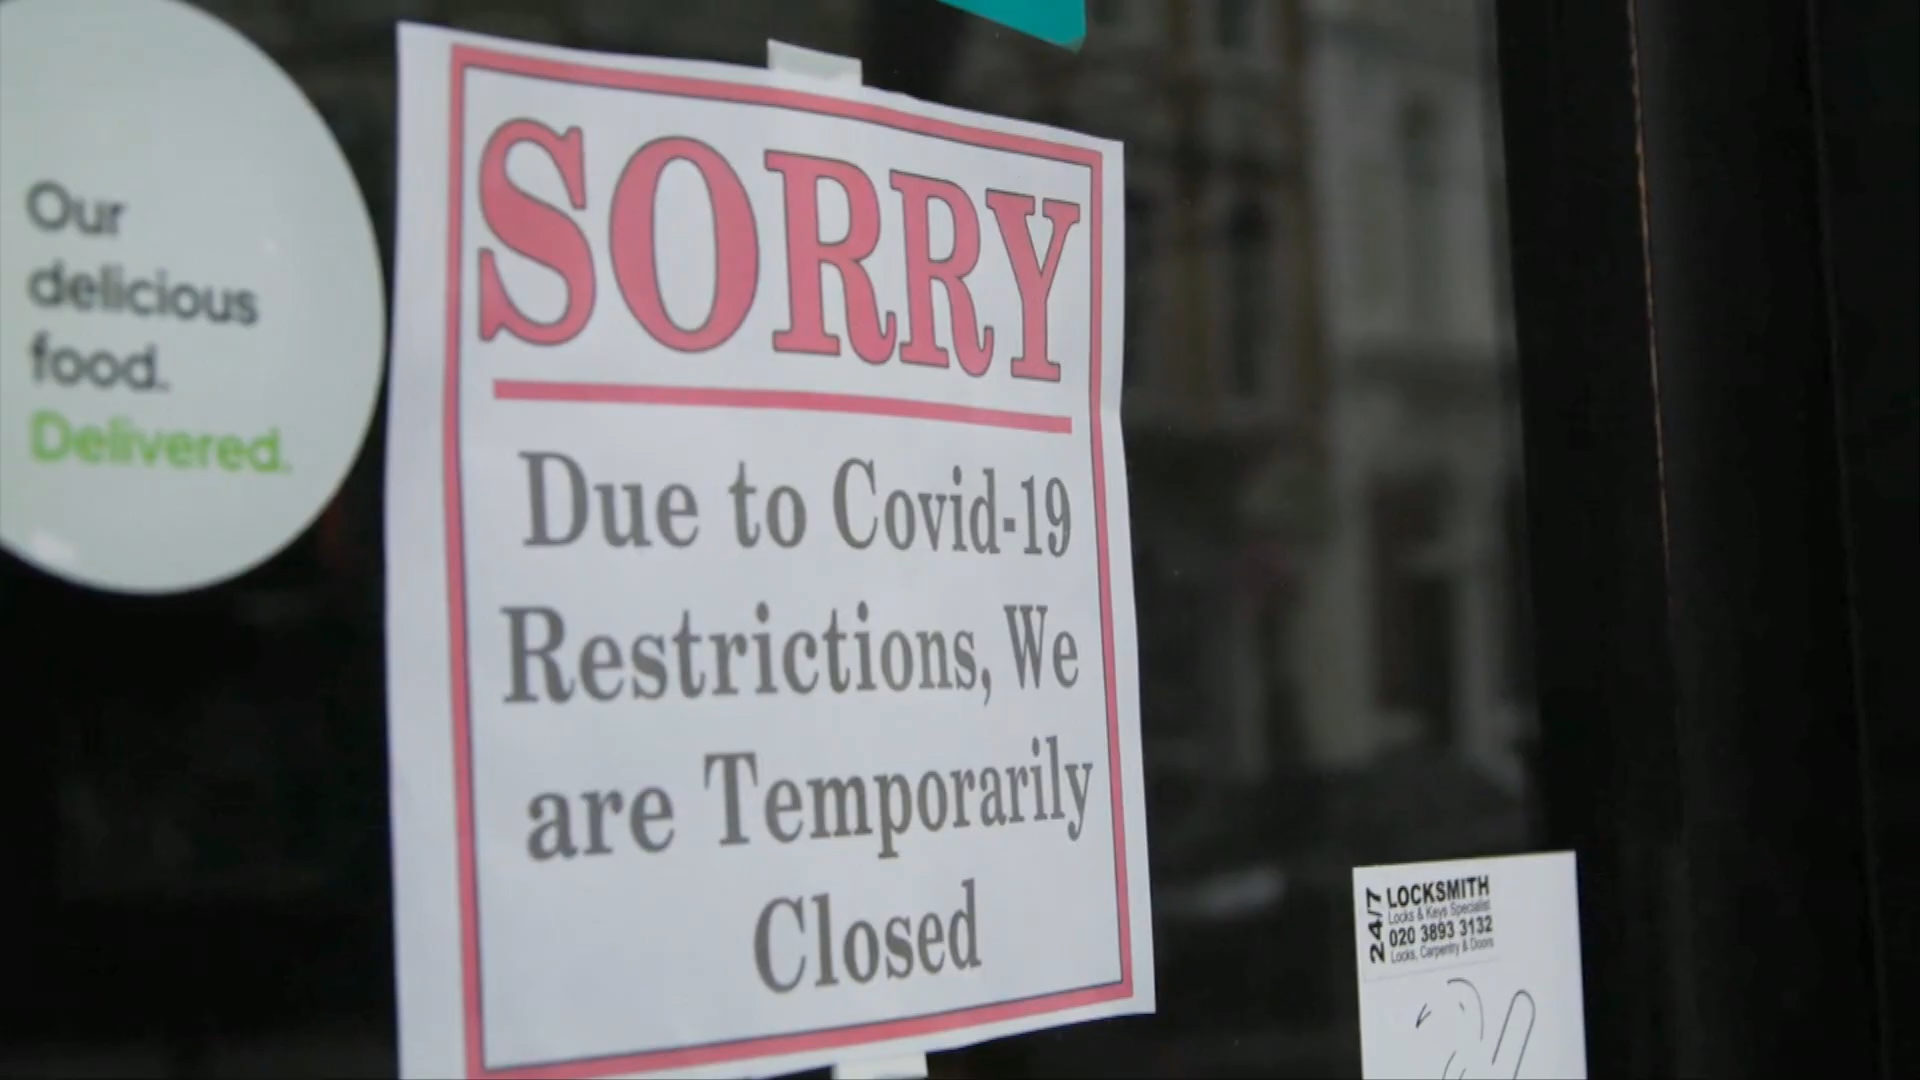 Our
delicious
food.
Delivered.
SORRY
Due to Covid-19
Restrictions, We
are Temporarily
Closed
24/7
LOCKSMITH
Locks & Keys Specialist
020 3893 3132
Locks, Carpentry & Doors